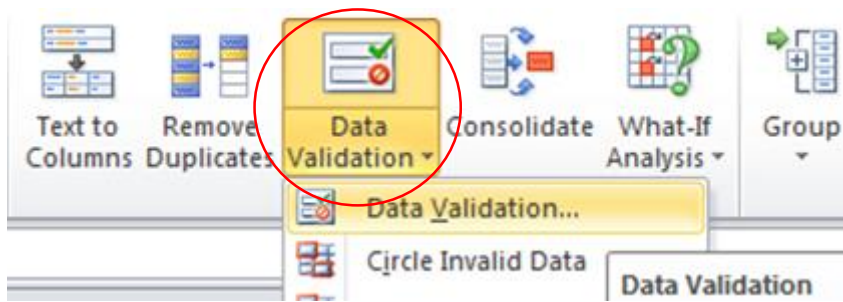 Text to Columns
Remove Duplicates
Data Validation
Consolidate
What-If Analysis
Group
Data Validation...
Circle Invalid Data
Data Validation